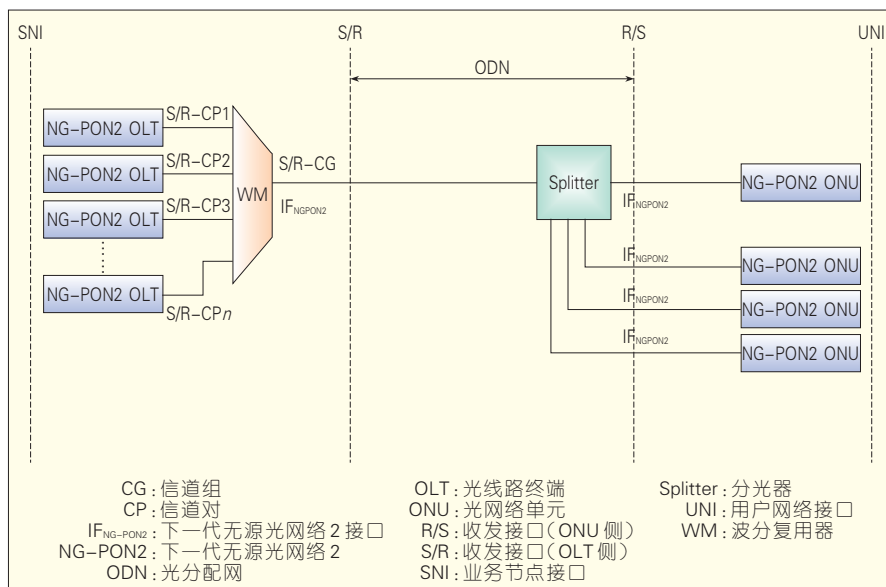 SNI S/R R/S UNI
ODN
S/R–CP1
NG–PON2 OLT
S/R–CP2
NG–PON2 OLT
S/R–CP3
NG–PON2 OLT
NG–PON2 OLT
S/R–CPn
WM
S/R–CG
IFNGPON2
Splitter
IFNGPON2
NG–PON2 ONU
NG–PON2 ONU
IFNGPON2
NG–PON2 ONU
IFNGPON2
NG–PON2 ONU
CG:信道组
CP:信道对
IFNG-PON2:下一代无源光网络2接口
NG–PON2:下一代无源光网络2
ODN:光分配网
OLT:光线路终端
ONU:光网络单元
R/S:收发接口(ONU侧)
S/R:收发接口(OLT侧)
SNI:业务节点接口
Splitter:分光器
UNI:用户网络接口
WM:波分复用器